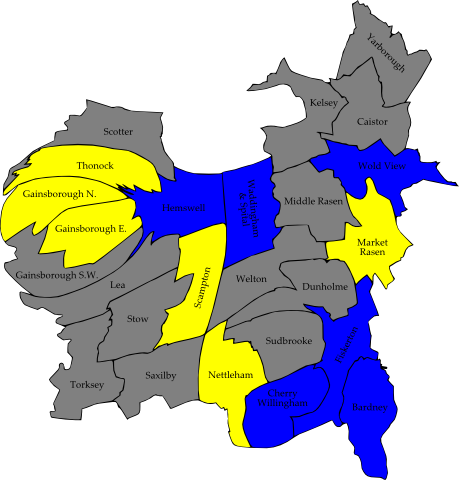 Yarborough
Kelsey
Caistor
Scotter
Thonock
Wold View
Gainsborough N.
Hemswell
Waddingham
& Spital
Middle Rasen
Gainsborough E.
Market
Rasen
Gainsborough S.W.
Lea
Scampton
Welton
Dunholme
Stow
Sudbrooke
Fiskerton
Torksey
Saxilby
Nettleham
Cherry
Willingham
Bardney